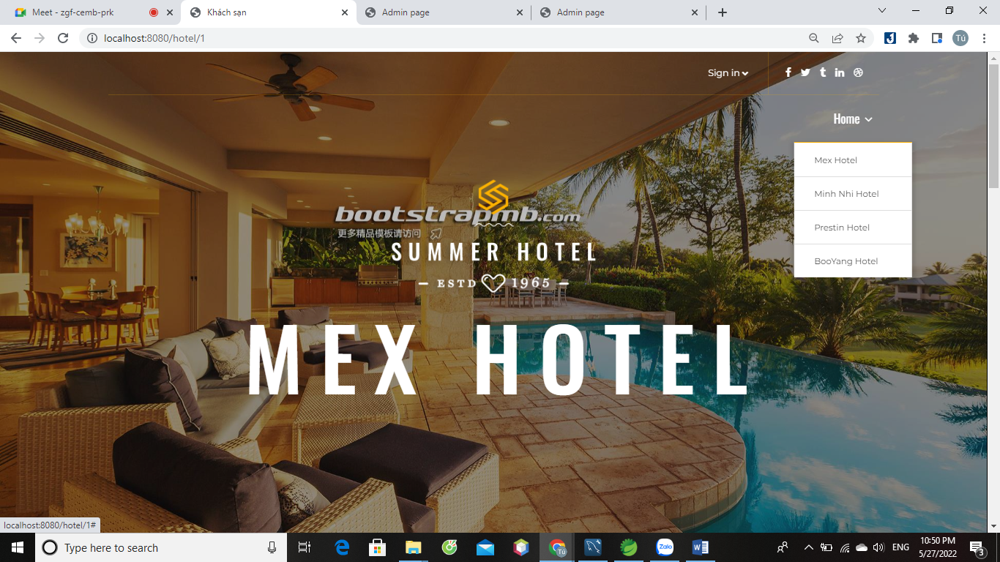 Meet - zgf-cemb-prk
Khách sạn
Admin page
Admin page
localhost:8080/hotel/1
Tú
Sign in
Home
Mex Hotel
Minh Nhi Hotel
Prestin Hotel
BooYang Hotel
bootstrapmb.com
更多精品模板请访问
SUMMER HOTEL
ESTD 1965
MEX HOTEL
localhost:8080/hotel/1#
Type here to search
Tú
Zalo
ENG
10:50 PM
5/27/2022
3